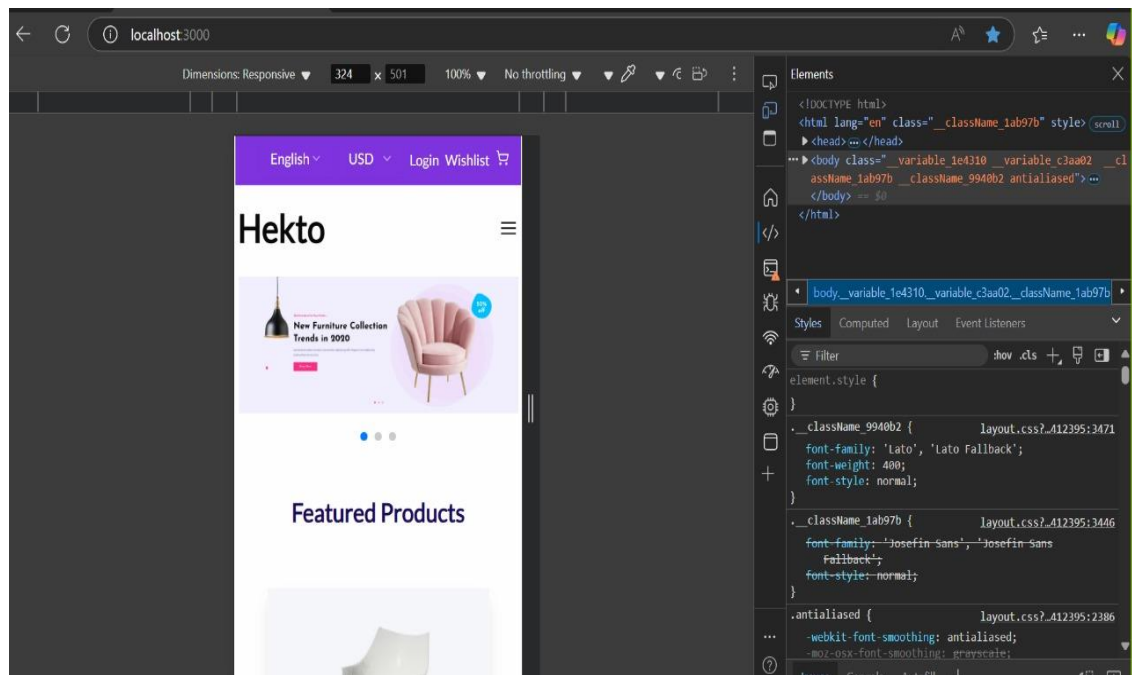 localhost:3000
Dimensions: Responsive 324 x 501 100% No throttling
English USD Login Wishlist
Hekto
New Furniture Collection
Trends in 2020
50%
off
Featured Products
Elements
<!DOCTYPE html>
<html lang="en" class="__className_1ab97b" style> scroll
<head> </head>
<body class="__variable_1e4310 __variable_c3aa02 __cl
assName_1ab97b __className_9940b2 antialiased">
</body> == $0
</html>
body.__variable_1e4310.__variable_c3aa02.__className_1ab97b
Styles Computed Layout Event Listeners
Filter :hov .cls
element.style {
}
.__className_9940b2 { layout.css?…412395:3471
font-family: 'Lato', 'Lato Fallback';
font-weight: 400;
font-style: normal;
}
.__className_1ab97b { layout.css?…412395:3446
font-family: 'Josefin Sans', 'Josefin Sans
Fallback';
font-style: normal;
}
.antialiased { layout.css?…412395:2386
-webkit-font-smoothing: antialiased;
-moz-osx-font-smoothing: grayscale;